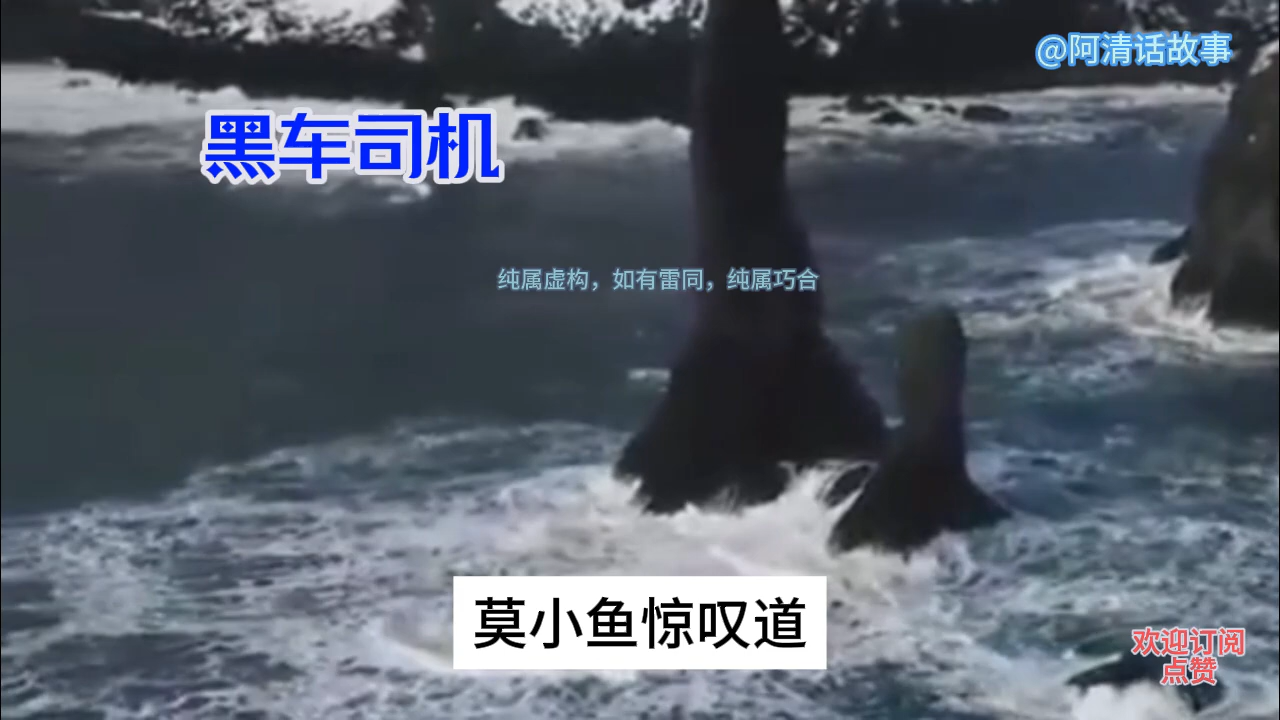 @阿清话故事
黑车司机
纯属虚构，如有雷同，纯属巧合
莫小鱼惊叹道
欢迎订阅
点赞